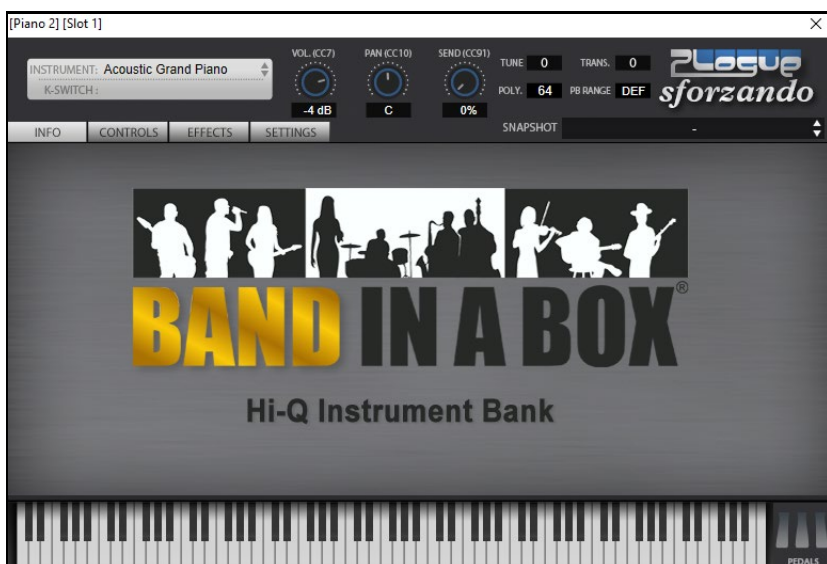 [Piano 2] [Slot 1]
INSTRUMENT: Acoustic Grand Piano
K-SWITCH :
VOL. (CC7)
-4 dB
PAN (CC10)
C
SEND (CC91)
0%
TUNE 0 TRANS. 0
POLY. 64 PB RANGE DEF
Plogue
sforzando
INFO CONTROLS EFFECTS SETTINGS
SNAPSHOT -
BAND IN A BOX®
Hi-Q Instrument Bank
PEDALS